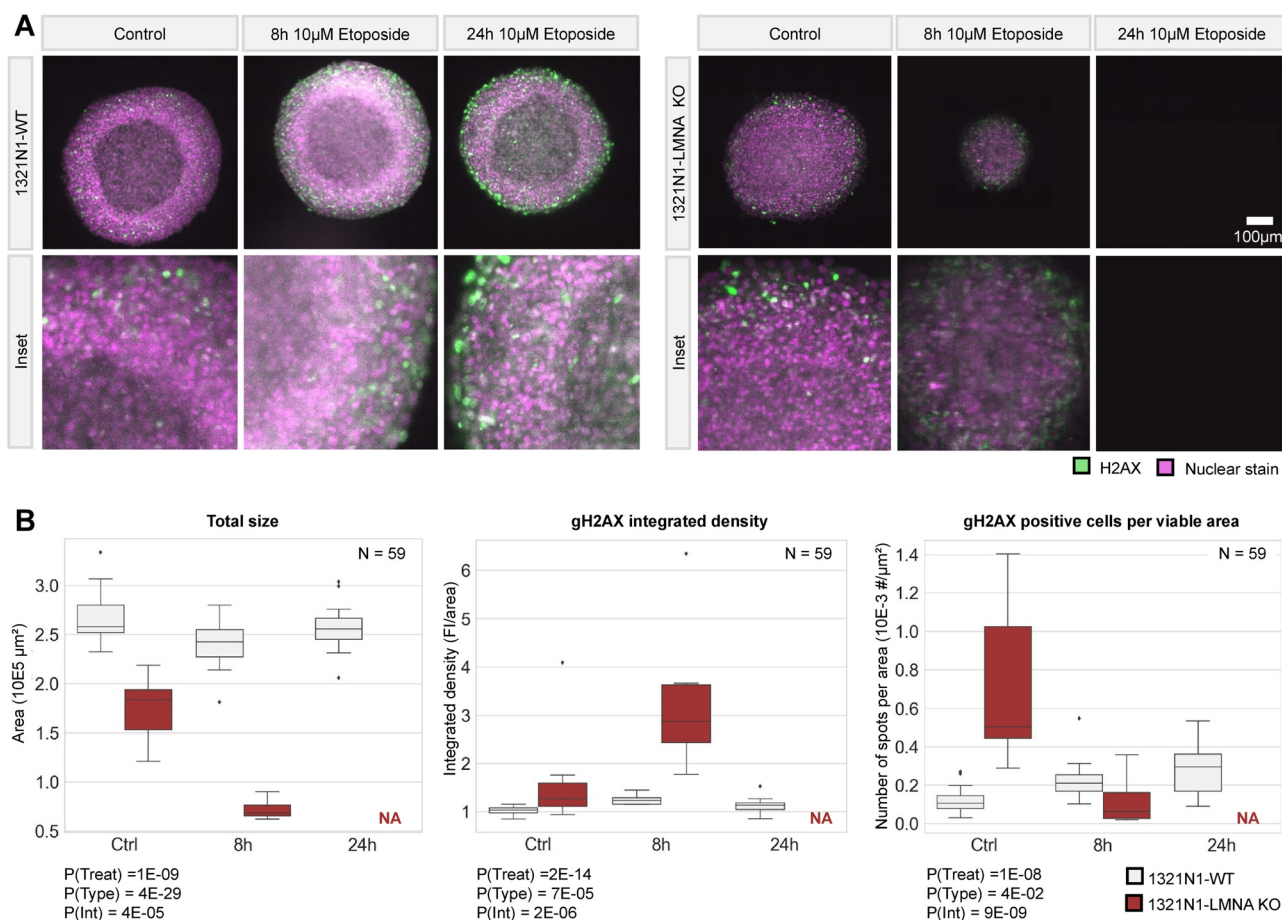 A
Control
8h 10µM Etoposide
24h 10µM Etoposide
Control
8h 10µM Etoposide
24h 10µM Etoposide
1321N1-WT
1321N1-LMNA KO
100µm
Inset
Inset
H2AX
Nuclear stain
B
Total size
N = 59
Area (10E5 µm²)
3.0
2.5
2.0
1.5
1.0
0.5
NA
Ctrl
8h
24h
P(Treat) =1E-09
P(Type) = 4E-29
P(Int) = 4E-05
gH2AX integrated density
N = 59
Integrated density (FI/area)
6
5
4
3
2
1
NA
Ctrl
8h
24h
P(Treat) =2E-14
P(Type) = 7E-05
P(Int) = 2E-06
gH2AX positive cells per viable area
N = 59
Number of spots per area (10E-3 #/µm²)
1.4
1.2
1.0
0.8
0.6
0.4
0.2
0.0
NA
Ctrl
8h
24h
P(Treat) =1E-08
P(Type) = 4E-02
P(Int) = 9E-09
1321N1-WT
1321N1-LMNA KO